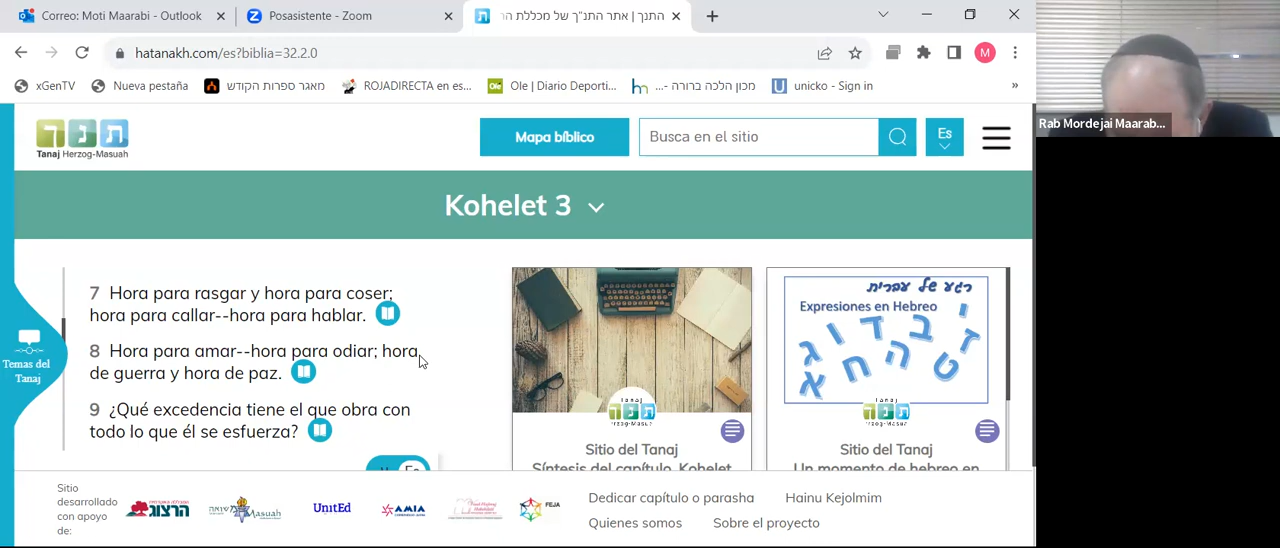 Correo: Moti Maarabi - Outlook
Posasistente - Zoom
התנך | אתר התנ"ך של מכללת הר
hatanakh.com/es?biblia=32.2.0
M
xGenTV
Nueva pestaña
מאגר ספרות הקודש
ROJADIRECTA en es...
Ole | Diario Deporti...
מכון הלכה ברורה -...
unicko - Sign in
»
תנך
Tanaj Herzog-Masuah
Mapa bíblico
Busca en el sitio
Es
Rab Mordejai Maarab...
Kohelet 3
7 Hora para rasgar y hora para coser;
hora para callar--hora para hablar.
8 Hora para amar--hora para odiar; hora
de guerra y hora de paz.
9 ¿Qué excedencia tiene el que obra con
todo lo que él se esfuerza?
Temas del
Tanaj
רגע של עברית
Expresiones en Hebreo
Sitio del Tanaj
Síntesis del capítulo, Kohelet
Sitio del Tanaj
Un momento de hebreo en
Sitio
desarrollado
con apoyo
de:
הרצוג
Masuah
UnitEd
AMIA
FEJA
Dedicar capítulo o parasha
Hainu Kejolmim
Quienes somos
Sobre el proyecto